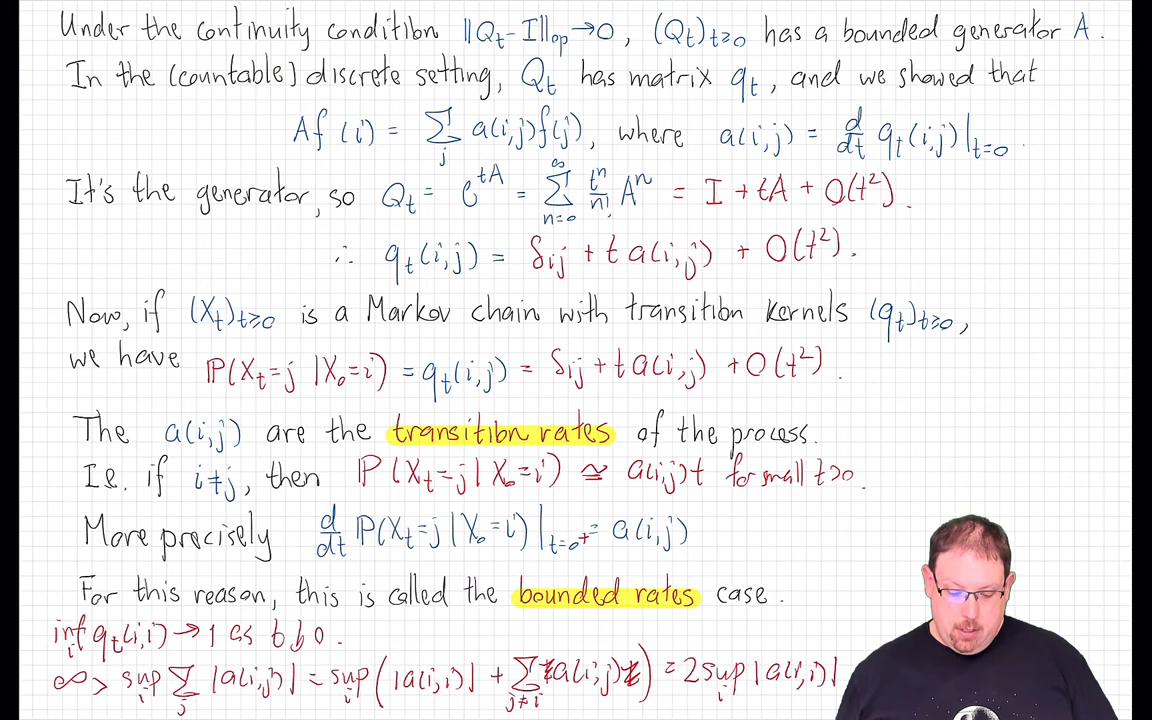 Under the continuity condition ‖Q_t - I‖_op → 0, (Q_t)_{t≥0} has a bounded generator A.
In the (countable) discrete setting, Q_t has matrix q_t, and we showed that
Af(i) = Σ_j a(i,j)f(j), where a(i,j) = d/dt q_t(i,j)|_{t=0}.
It's the generator, so Q_t = e^{tA} = Σ_{n=0}^∞ t^n/n! A^n = I + tA + O(t²).
∴ q_t(i,j) = δ_ij + t a(i,j) + O(t²).
Now, if (X_t)_{t≥0} is a Markov chain with transition kernels (q_t)_{t≥0},
we have ℙ(X_t=j | X_0=i) = q_t(i,j) = δ_ij + t a(i,j) + O(t²).
The a(i,j) are the transition rates of the process.
I.e. if i≠j, then ℙ(X_t=j | X_0=i) ≅ a(i,j)t for small t>0.
More precisely d/dt ℙ(X_t=j | X_0=i)|_{t=0+} = a(i,j)
For this reason, this is called the bounded rates case.
inf_i q_t(i,i) → 1 as t↓0.
∞ > sup_i Σ_j |a(i,j)| = sup_i (|a(i,i)| + Σ_{j≠i} a(i,j)) = 2 sup_i |a(i,i)|